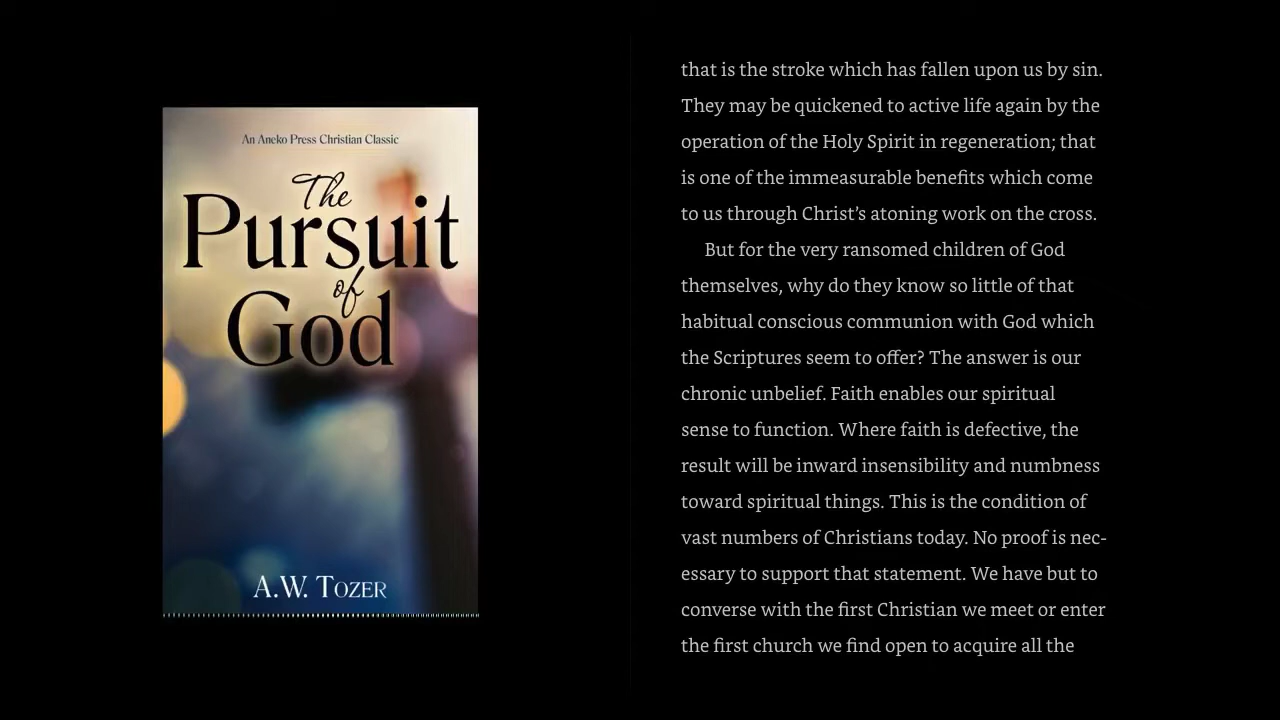 An Aneko Press Christian Classic
The
Pursuit
of
God
A.W. Tozer
that is the stroke which has fallen upon us by sin.
They may be quickened to active life again by the
operation of the Holy Spirit in regeneration; that
is one of the immeasurable benefits which come
to us through Christ’s atoning work on the cross.
But for the very ransomed children of God
themselves, why do they know so little of that
habitual conscious communion with God which
the Scriptures seem to offer? The answer is our
chronic unbelief. Faith enables our spiritual
sense to function. Where faith is defective, the
result will be inward insensibility and numbness
toward spiritual things. This is the condition of
vast numbers of Christians today. No proof is nec-
essary to support that statement. We have but to
converse with the first Christian we meet or enter
the first church we find open to acquire all the